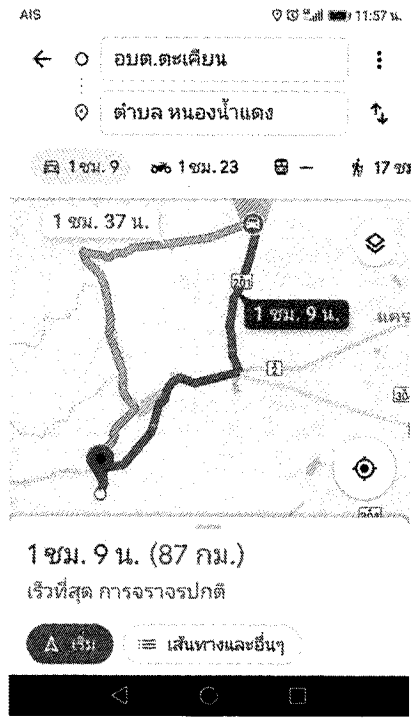 AIS 11:57 น.
อบต.ตะเคียน
ตำบล หนองน้ำแดง
1 ชม. 9 1 ชม. 23 — 17 ชม
1 ชม. 37 น.
201
1 ชม. 9 น.
2
1 ชม. 9 น. (87 กม.)
เร็วที่สุด การจราจรปกติ
เริ่ม เส้นทางและอื่นๆ